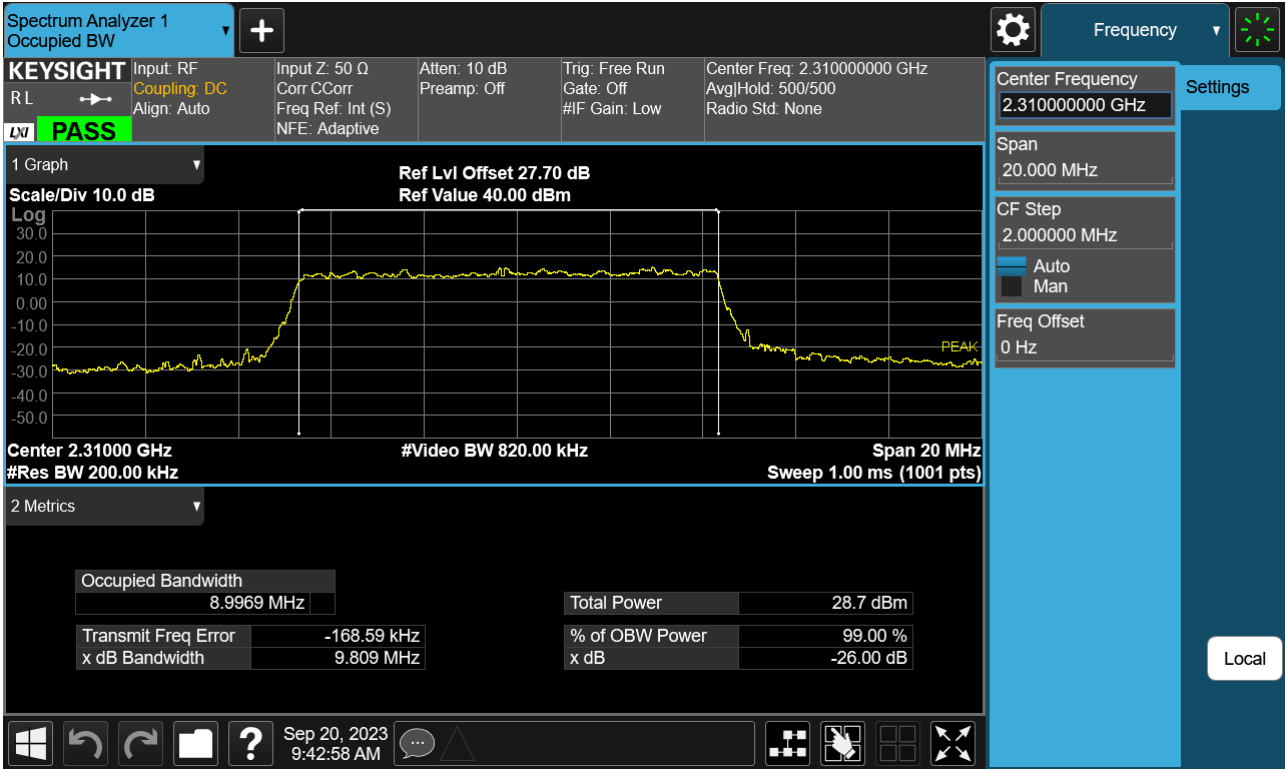 Spectrum Analyzer 1
Occupied BW
Frequency
KEYSIGHT
R L
LXI
PASS
Input: RF
Coupling: DC
Align: Auto
Input Z: 50 Ω
Corr CCorr
Freq Ref: Int (S)
NFE: Adaptive
Atten: 10 dB
Preamp: Off
Trig: Free Run
Gate: Off
#IF Gain: Low
Center Freq: 2.310000000 GHz
Avg|Hold: 500/500
Radio Std: None
Center Frequency
2.310000000 GHz
Settings
Span
20.000 MHz
CF Step
2.000000 MHz
Auto
Man
Freq Offset
0 Hz
Local
1 Graph
Scale/Div 10.0 dB
Ref Lvl Offset 27.70 dB
Ref Value 40.00 dBm
Log
30.0
20.0
10.0
0.00
-10.0
-20.0
-30.0
-40.0
-50.0
PEAK
Center 2.31000 GHz
#Video BW 820.00 kHz
Span 20 MHz
#Res BW 200.00 kHz
Sweep 1.00 ms (1001 pts)
2 Metrics
Occupied Bandwidth
8.9969 MHz
Total Power 28.7 dBm
Transmit Freq Error -168.59 kHz
% of OBW Power 99.00 %
x dB Bandwidth 9.809 MHz
x dB -26.00 dB
?
Sep 20, 2023
9:42:58 AM